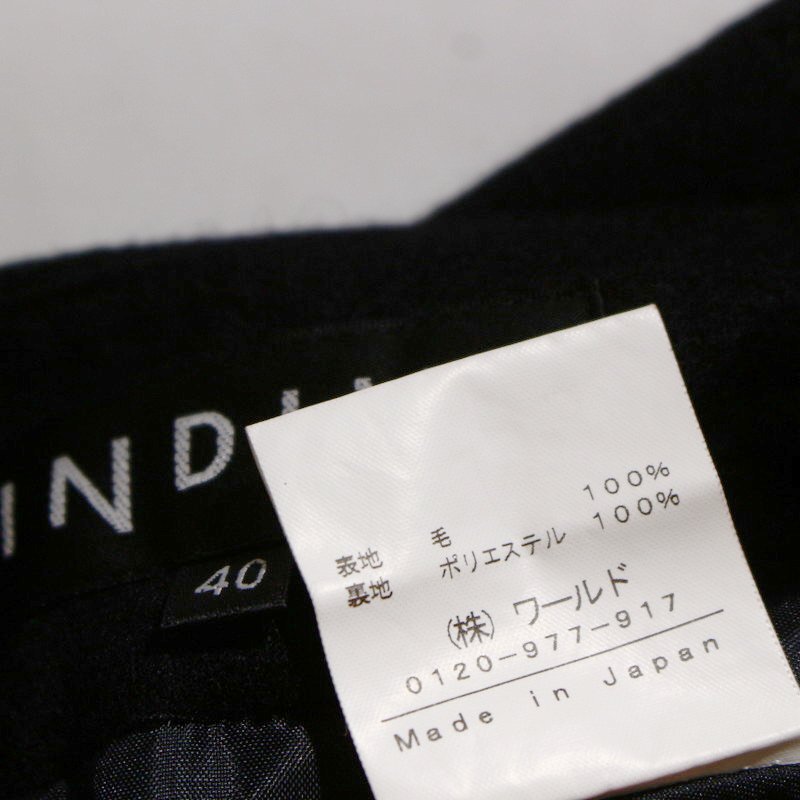 INDI
40
表地 毛 100%
裏地 ポリエステル 100%
(株) ワールド
0120-977-917
Made in Japan